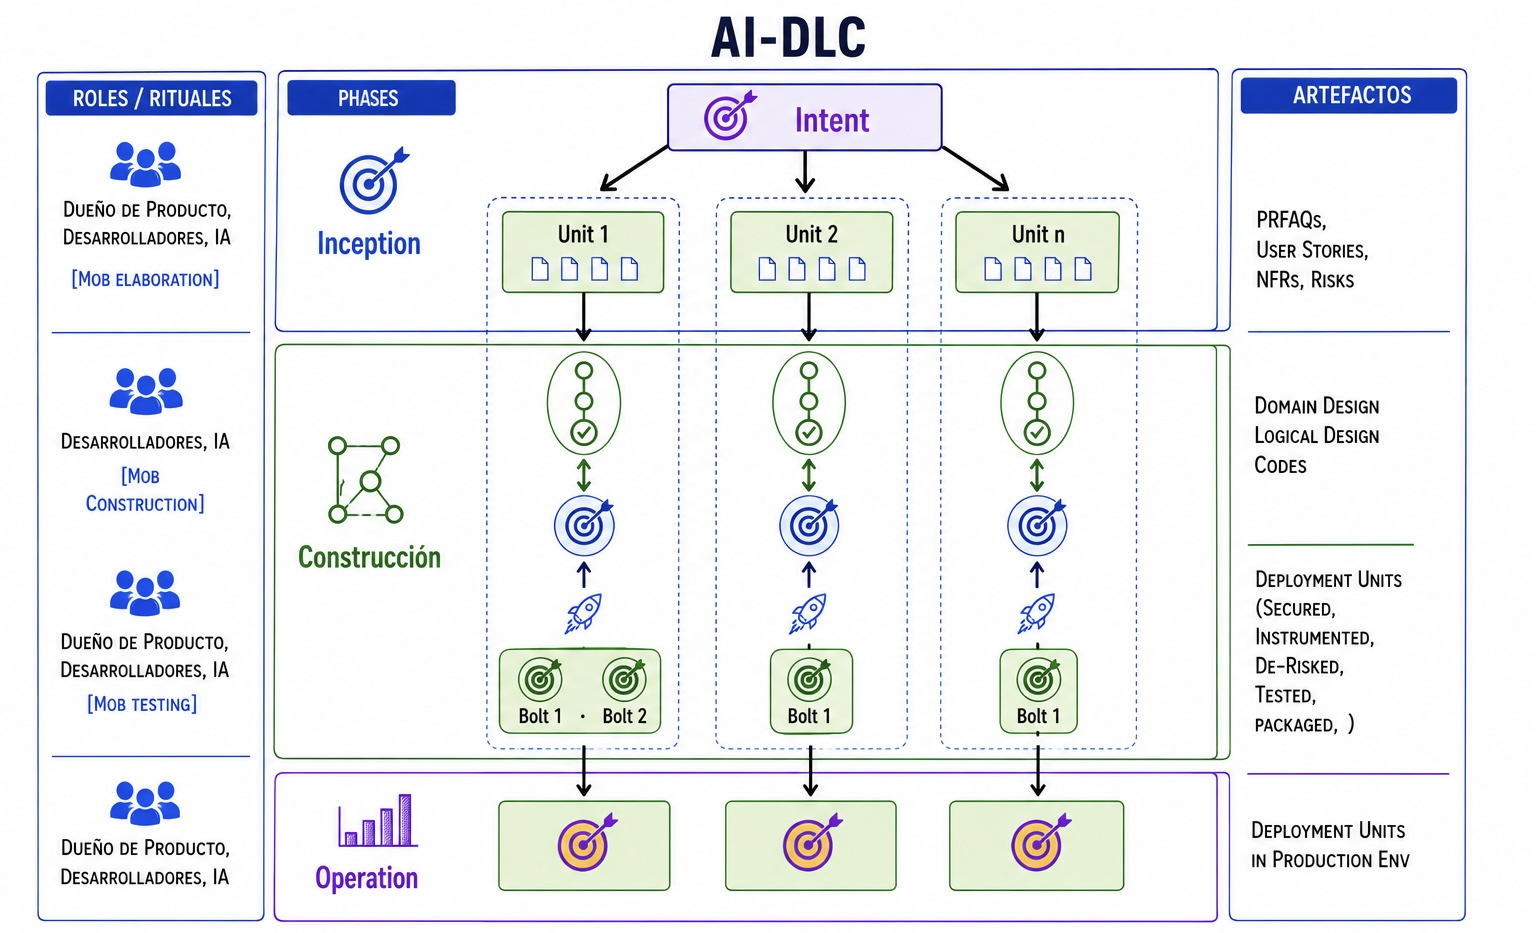 AI-DLC
ROLES / RITUALES
DUEÑO DE PRODUCTO,
DESARROLLADORES, IA
[MOB ELABORATION]
DESARROLLADORES, IA
[MOB
CONSTRUCTION]
DUEÑO DE PRODUCTO,
DESARROLLADORES, IA
[MOB TESTING]
DUEÑO DE PRODUCTO,
DESARROLLADORES, IA
PHASES
Intent
Inception
Unit 1
Unit 2
Unit n
Construcción
Bolt 1 · Bolt 2
Bolt 1
Bolt 1
Operation
ARTEFACTOS
PRFAQs,
USER STORIES,
NFRs, RISKS
DOMAIN DESIGN
LOGICAL DESIGN
CODES
DEPLOYMENT UNITS
(SECURED,
INSTRUMENTED,
DE-RISKED,
TESTED,
PACKAGED, )
DEPLOYMENT UNITS
IN PRODUCTION ENV